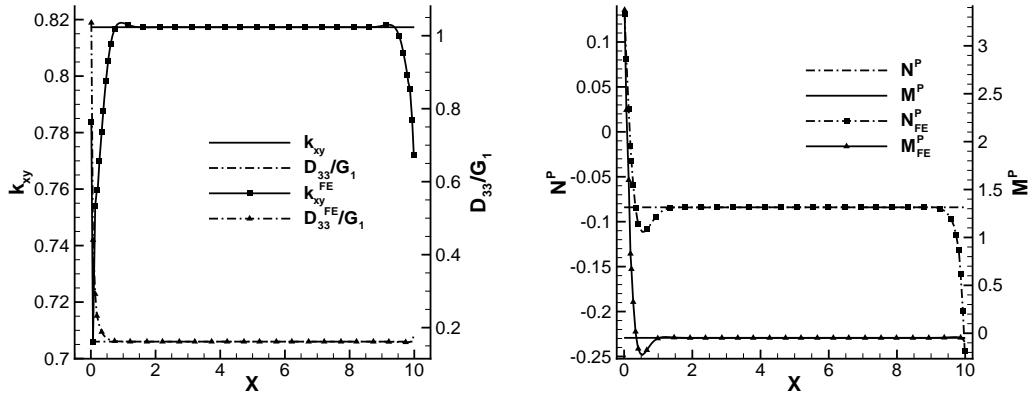 0.82
0.8
0.78
0.76
0.74
0.72
0.7
k_xy
0 2 4 6 8 10
X
1
0.8
0.6
0.4
0.2
D_33/G_1
k_xy
D_33/G_1
k_xy^FE
D_33^FE/G_1
0.1
0.05
0
-0.05
-0.1
-0.15
-0.2
-0.25
N^P
0 2 4 6 8 10
X
3
2.5
2
1.5
1
0.5
0
M^P
N^P
M^P
N^P_FE
M^P_FE